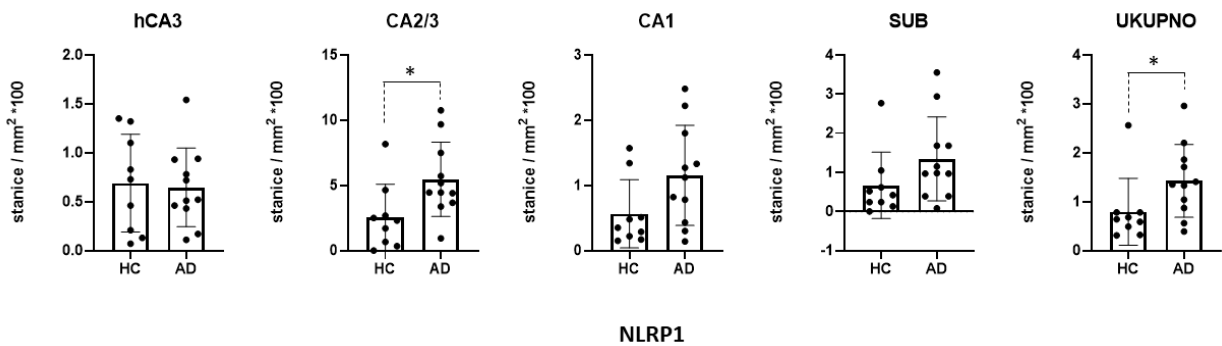 hCA3
stanice / mm² *100
2.0
1.5
1.0
0.5
0.0
HC AD
CA2/3
stanice / mm² *100
15
10
5
0
*
HC AD
CA1
stanice / mm² *100
3
2
1
0
HC AD
SUB
stanice / mm² *100
4
3
2
1
0
-1
HC AD
UKUPNO
stanice / mm² *100
4
3
2
1
0
*
HC AD
NLRP1